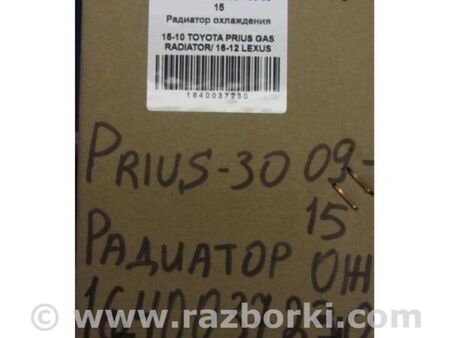 15
Радиатор охлаждения
15-10 TOYOTA PRIUS GAS
RADIATOR/ 16-12 LEXUS
1640037230
PRIUS-30 09-
15
РАДИАТОР ОЖ
www.razborki.com